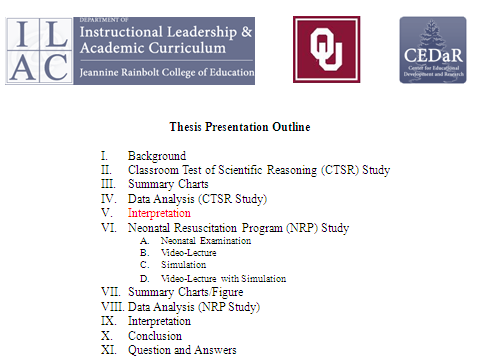 IL
AC
DEPARTMENT OF
Instructional Leadership &
Academic Curriculum
Jeannine Rainbolt College of Education
OU
CEDaR
Center for Educational
Development and Research
Thesis Presentation Outline
I. Background
II. Classroom Test of Scientific Reasoning (CTSR) Study
III. Summary Charts
IV. Data Analysis (CTSR Study)
V. Interpretation
VI. Neonatal Resuscitation Program (NRP) Study
A. Neonatal Examination
B. Video-Lecture
C. Simulation
D. Video-Lecture with Simulation
VII. Summary Charts/Figure
VIII. Data Analysis (NRP Study)
IX. Interpretation
X. Conclusion
XI. Question and Answers